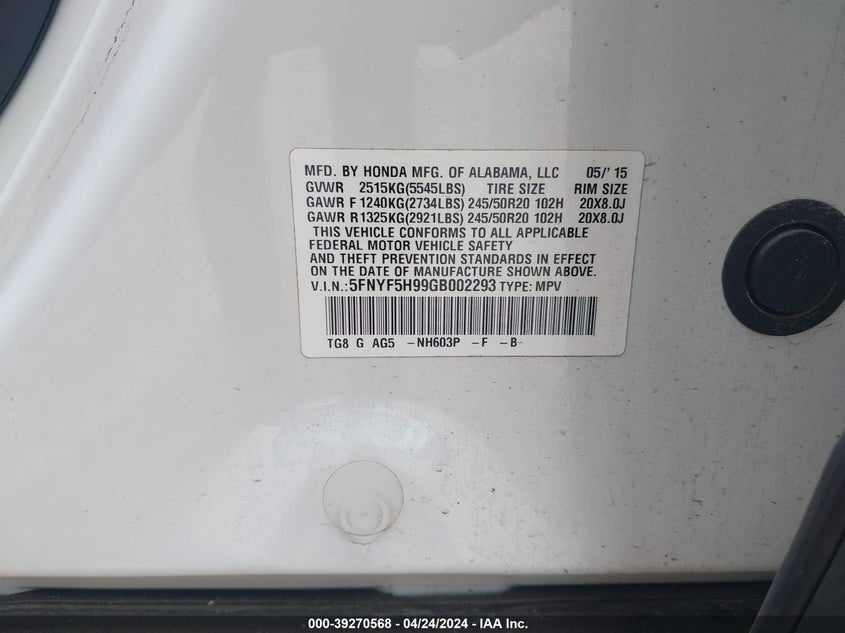 MFD. BY HONDA MFG. OF ALABAMA, LLC 05/'15
GVWR 2515KG(5545LBS) TIRE SIZE RIM SIZE
GAWR F 1240KG(2734LBS) 245/50R20 102H 20X8.0J
GAWR R 1325KG(2921LBS) 245/50R20 102H 20X8.0J
THIS VEHICLE CONFORMS TO ALL APPLICABLE
FEDERAL MOTOR VEHICLE SAFETY
AND THEFT PREVENTION STANDARDS IN EFFECT
ON THE DATE OF MANUFACTURE SHOWN ABOVE.
V.I.N.:5FNYF5H99GB002293 TYPE: MPV
TG8 G AG5 -NH603P -F -B-
000-39270568 - 04/24/2024 - IAA Inc.